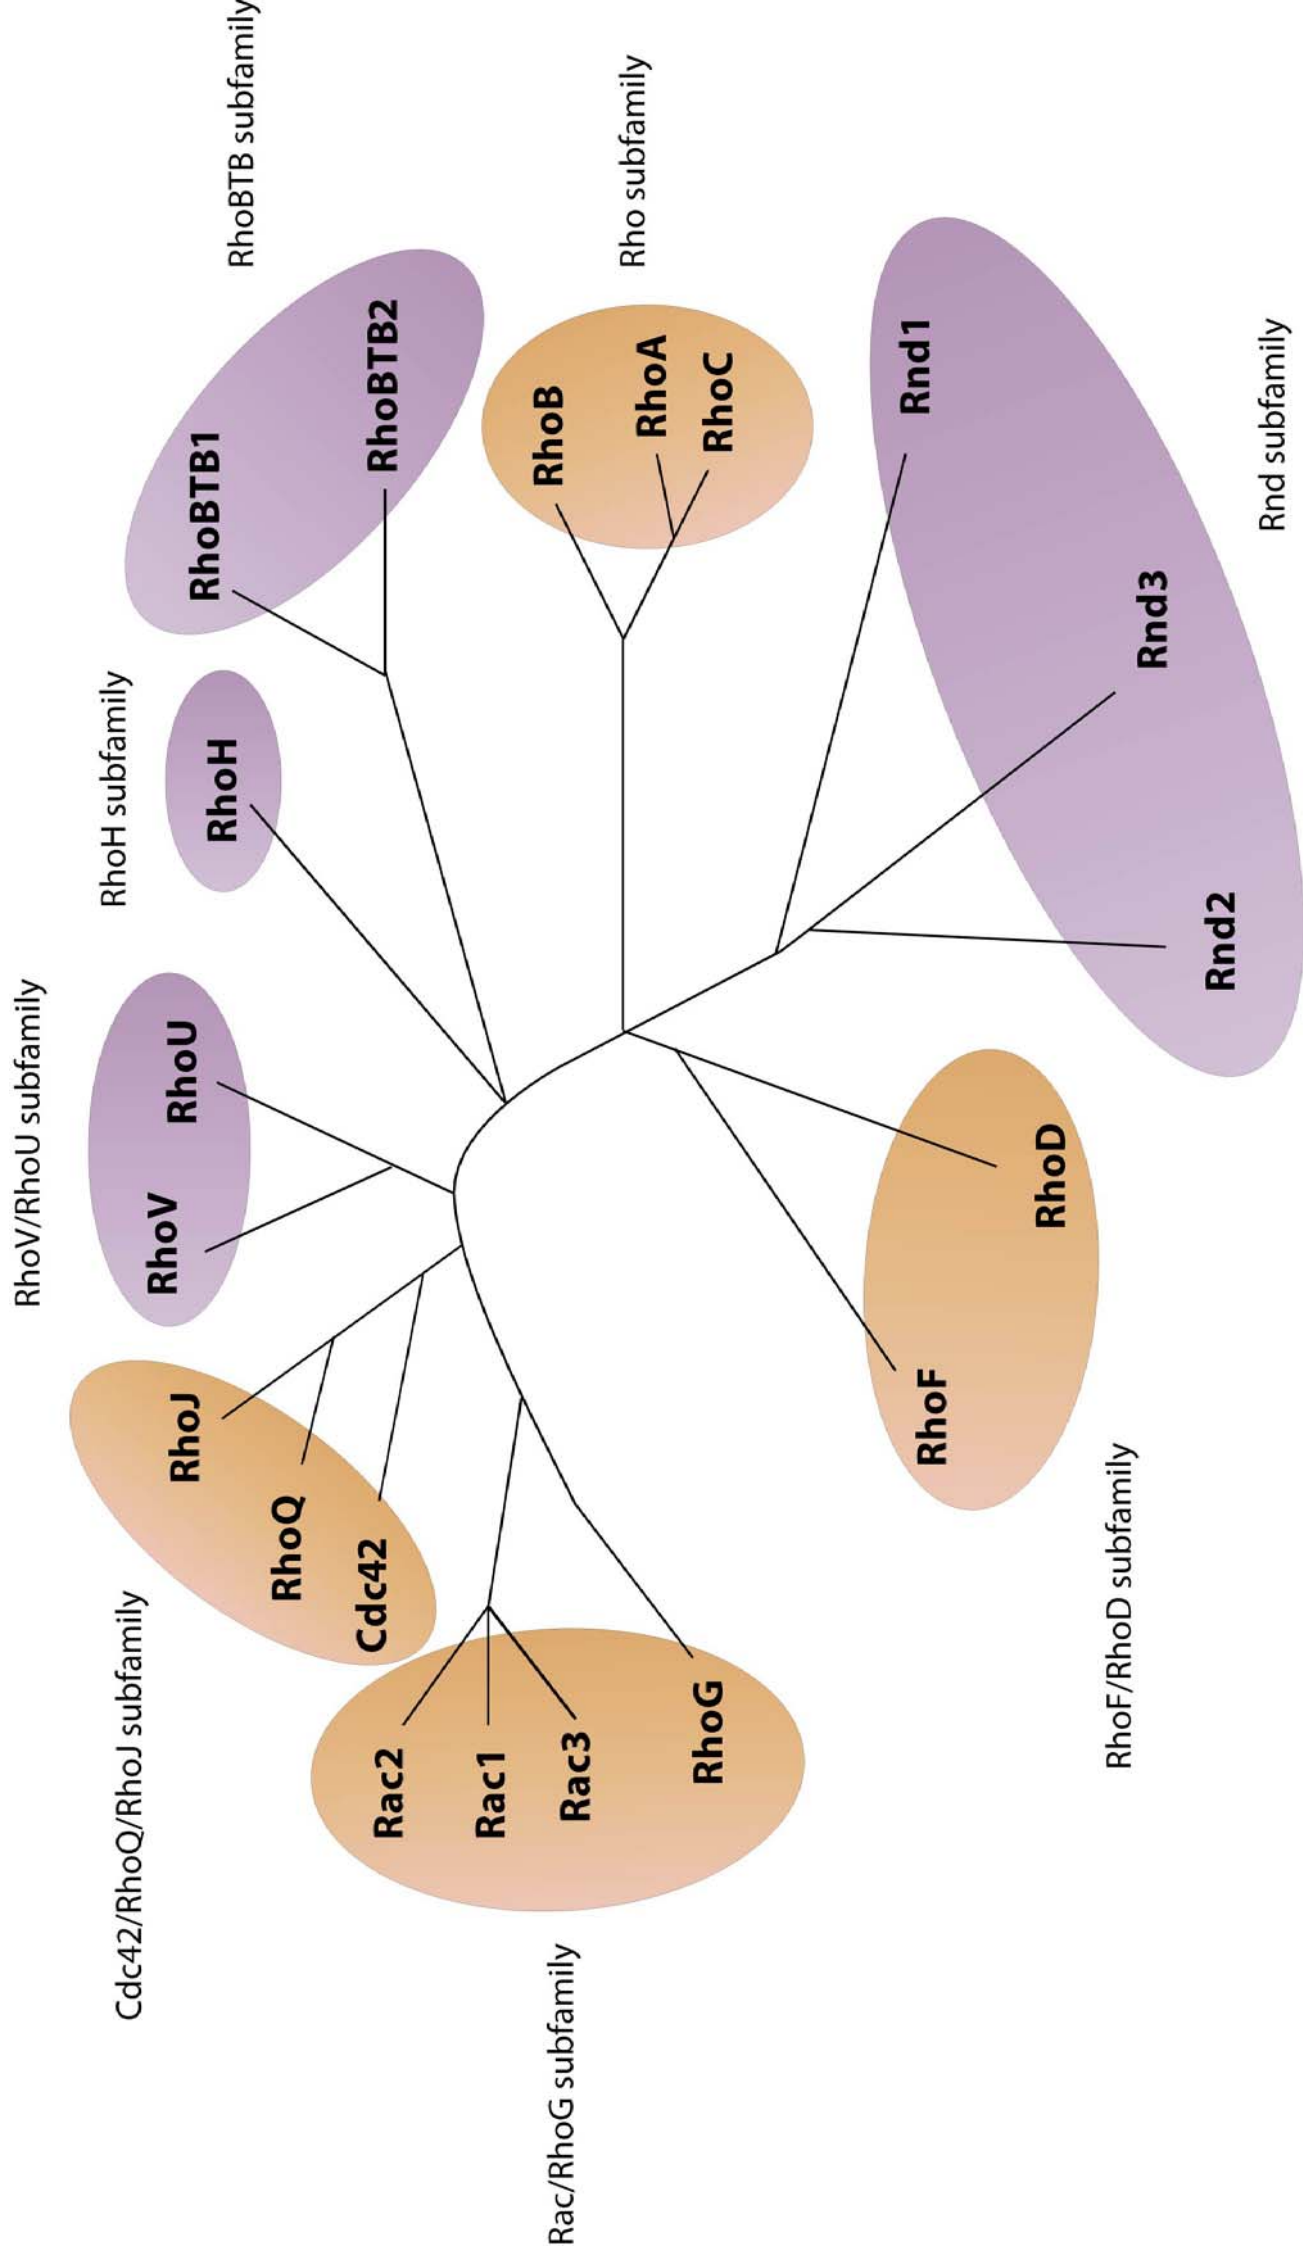 Cdc42/RhoQ/RhoJ subfamily
RhoV/RhoU subfamily
RhoH subfamily
RhoBTB subfamily
RhoJ
RhoQ
Cdc42
RhoV
RhoU
RhoH
RhoBTB1
RhoBTB2
Rac/RhoG subfamily
Rac2
Rac1
Rac3
RhoG
RhoB
RhoA
RhoC
Rho subfamily
RhoF/RhoD subfamily
RhoF
RhoD
Rnd2
Rnd3
Rnd1
Rnd subfamily